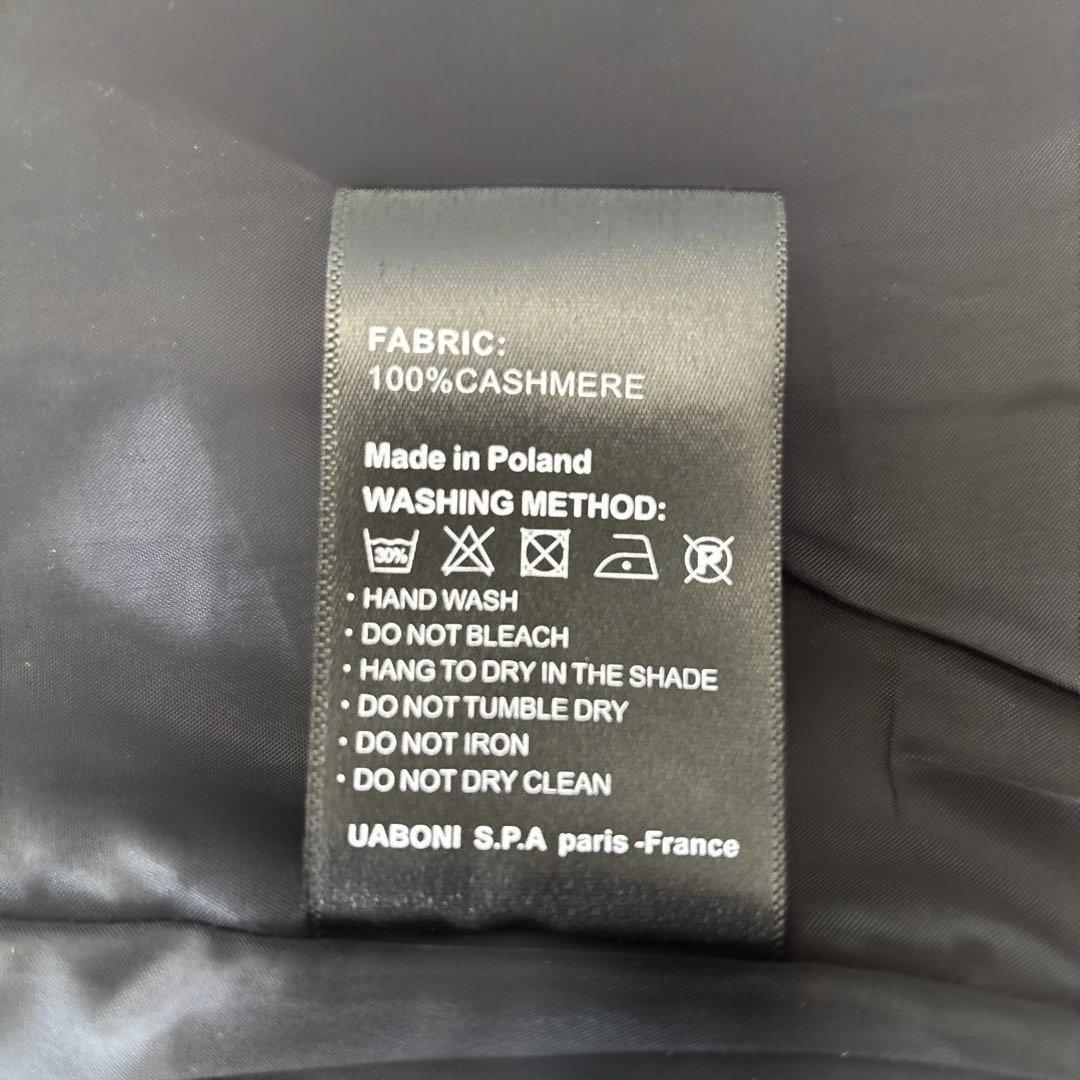 FABRIC:
100%CASHMERE
Made in Poland
WASHING METHOD:
30% R
• HAND WASH
• DO NOT BLEACH
• HANG TO DRY IN THE SHADE
• DO NOT TUMBLE DRY
• DO NOT IRON
• DO NOT DRY CLEAN
UABONI S.P.A paris-France